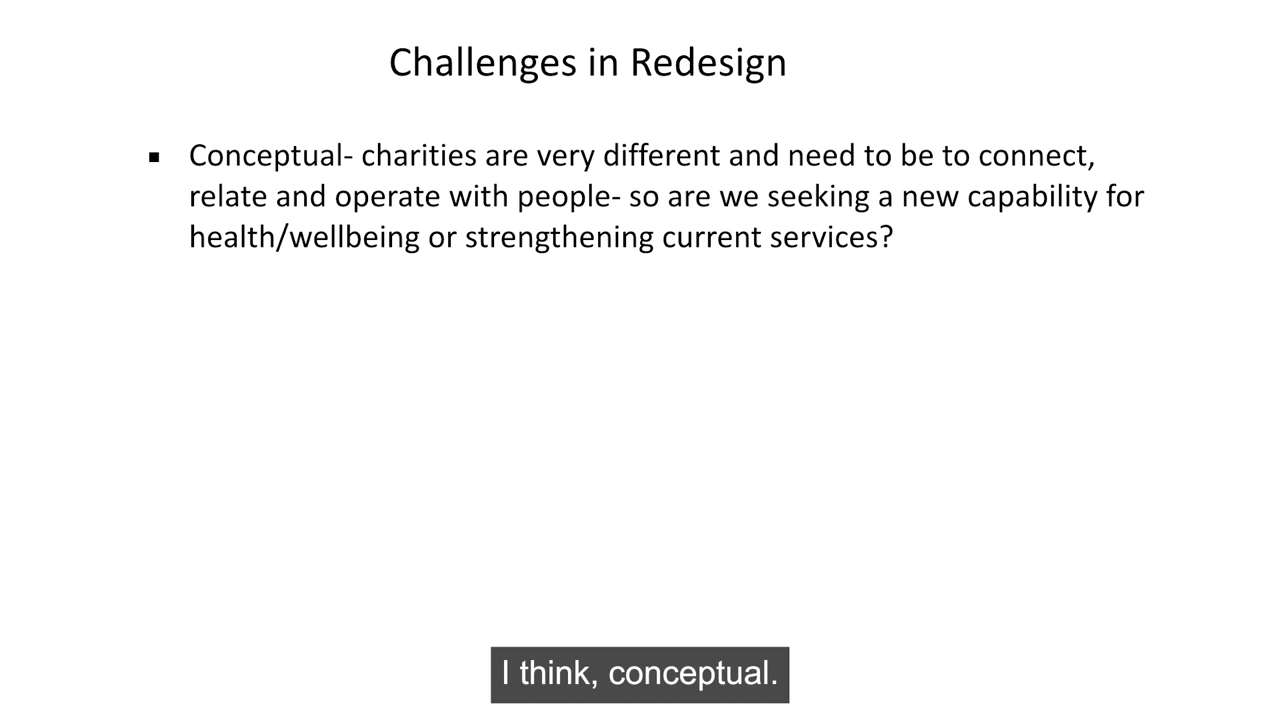 Challenges in Redesign
▪ Conceptual- charities are very different and need to be to connect,
relate and operate with people- so are we seeking a new capability for
health/wellbeing or strengthening current services?
I think, conceptual.